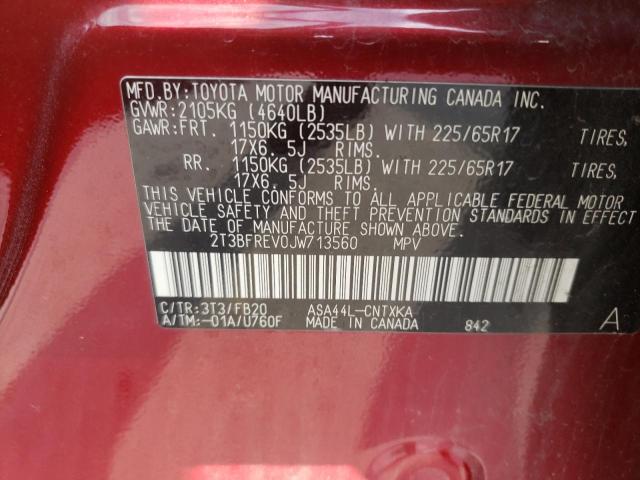 MFD.BY:TOYOTA MOTOR MANUFACTURING CANADA INC.
GVWR:2105KG (4640LB)
GAWR:FRT. 1150KG (2535LB) WITH 225/65R17 TIRES,
17X6. 5J RIMS.
RR. 1150KG (2535LB) WITH 225/65R17 TIRES,
17X6. 5J RIMS.
THIS VEHICLE CONFORMS TO ALL APPLICABLE FEDERAL MOTOR
VEHICLE SAFETY AND THEFT PREVENTION STANDARDS IN EFFECT ON
THE DATE OF MANUFACTURE SHOWN ABOVE.
2T3BFREV0JW713560 MPV
C/TR:3T3/FB20 ASA44L-CNTXKA
A/TM:-01A/U760F MADE IN CANADA 842 A